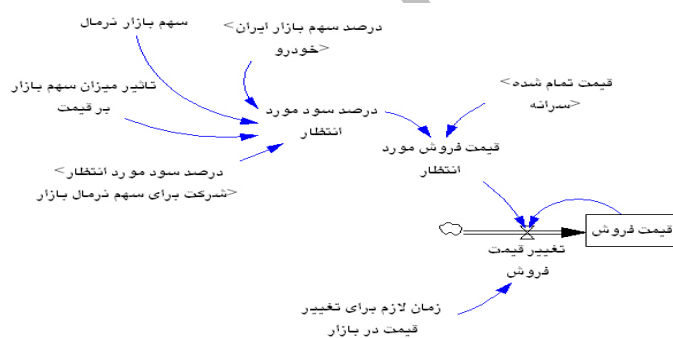 سهم بازار نرمال
<درصد سهم بازار ایران
خودرو>
تاثیر میزان سهم بازار
بر قیمت
درصد سود مورد
انتظار
<قیمت تمام شده
سرانه>
قیمت فروش مورد
انتظار
<درصد سود مورد انتظار
شرکت برای سهم نرمال بازار>
قیمت فروش
تغییر قیمت
فروش
زمان لازم برای تغییر
قیمت در بازار